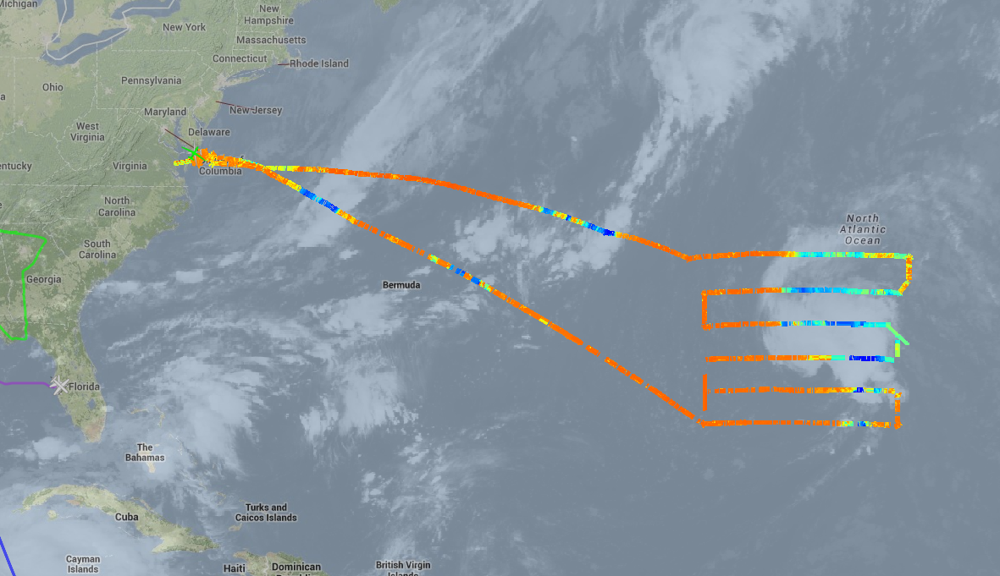 Michigan
New
Hampshire
New York
Massachusetts
Connecticut
Rhode Island
Pennsylvania
Ohio
New Jersey
Maryland
Delaware
West
Virginia
Virginia
Columbia
entucky
North
Carolina
South
Carolina
Georgia
Bermuda
North
Atlantic
Ocean
Florida
The
Bahamas
Cuba
Turks and
Caicos Islands
Cayman
Islands
Haiti
Dominican
British Virgin